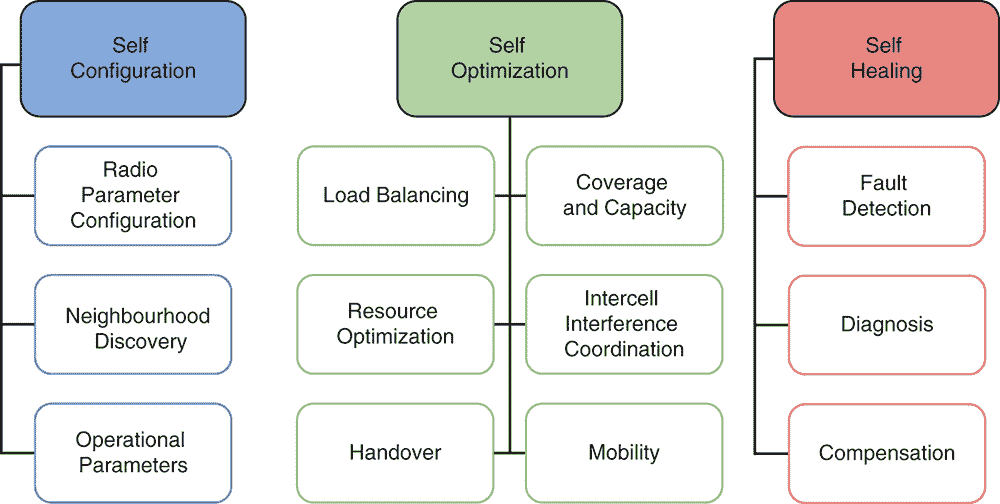 Self
Configuration
Radio
Parameter
Configuration
Neighbourhood
Discovery
Operational
Parameters
Self
Optimization
Load Balancing
Coverage
and Capacity
Resource
Optimization
Intercell
Interference
Coordination
Handover
Mobility
Self
Healing
Fault
Detection
Diagnosis
Compensation